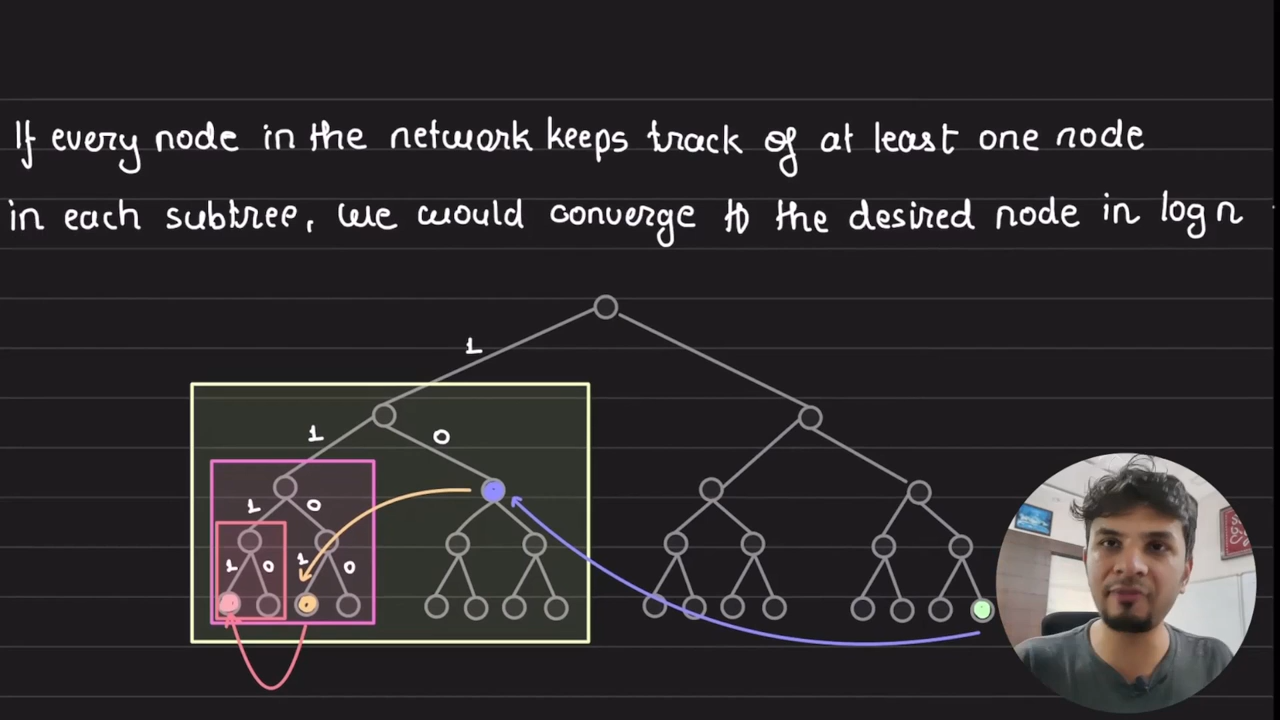 If every node in the network keeps track of at least one node
in each subtree, we would converge to the desired node in log n
1
1 0
1 0
1 0 1 0